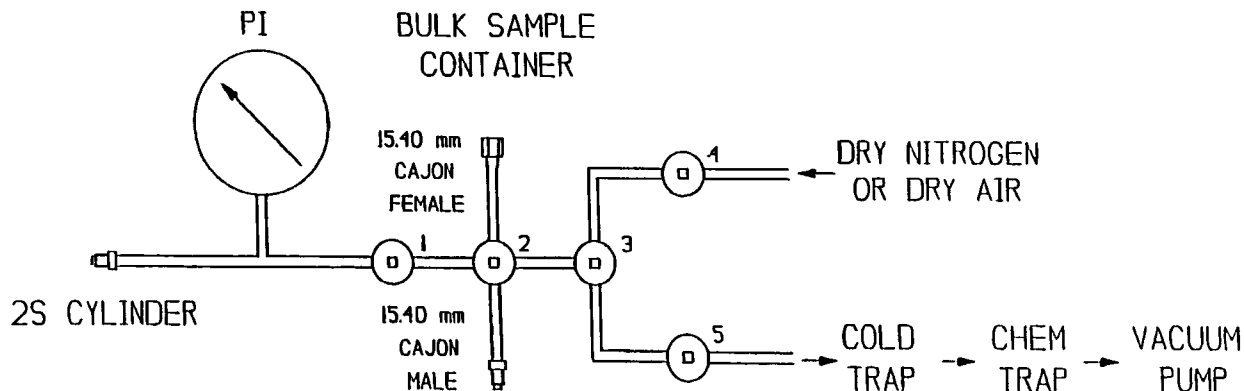 PI
BULK SAMPLE
CONTAINER
15.40 mm
CAJON
FEMALE
4
DRY NITROGEN
OR DRY AIR
1
2
3
2S CYLINDER
15.40 mm
CAJON
MALE
5
COLD
TRAP
CHEM
TRAP
VACUUM
PUMP